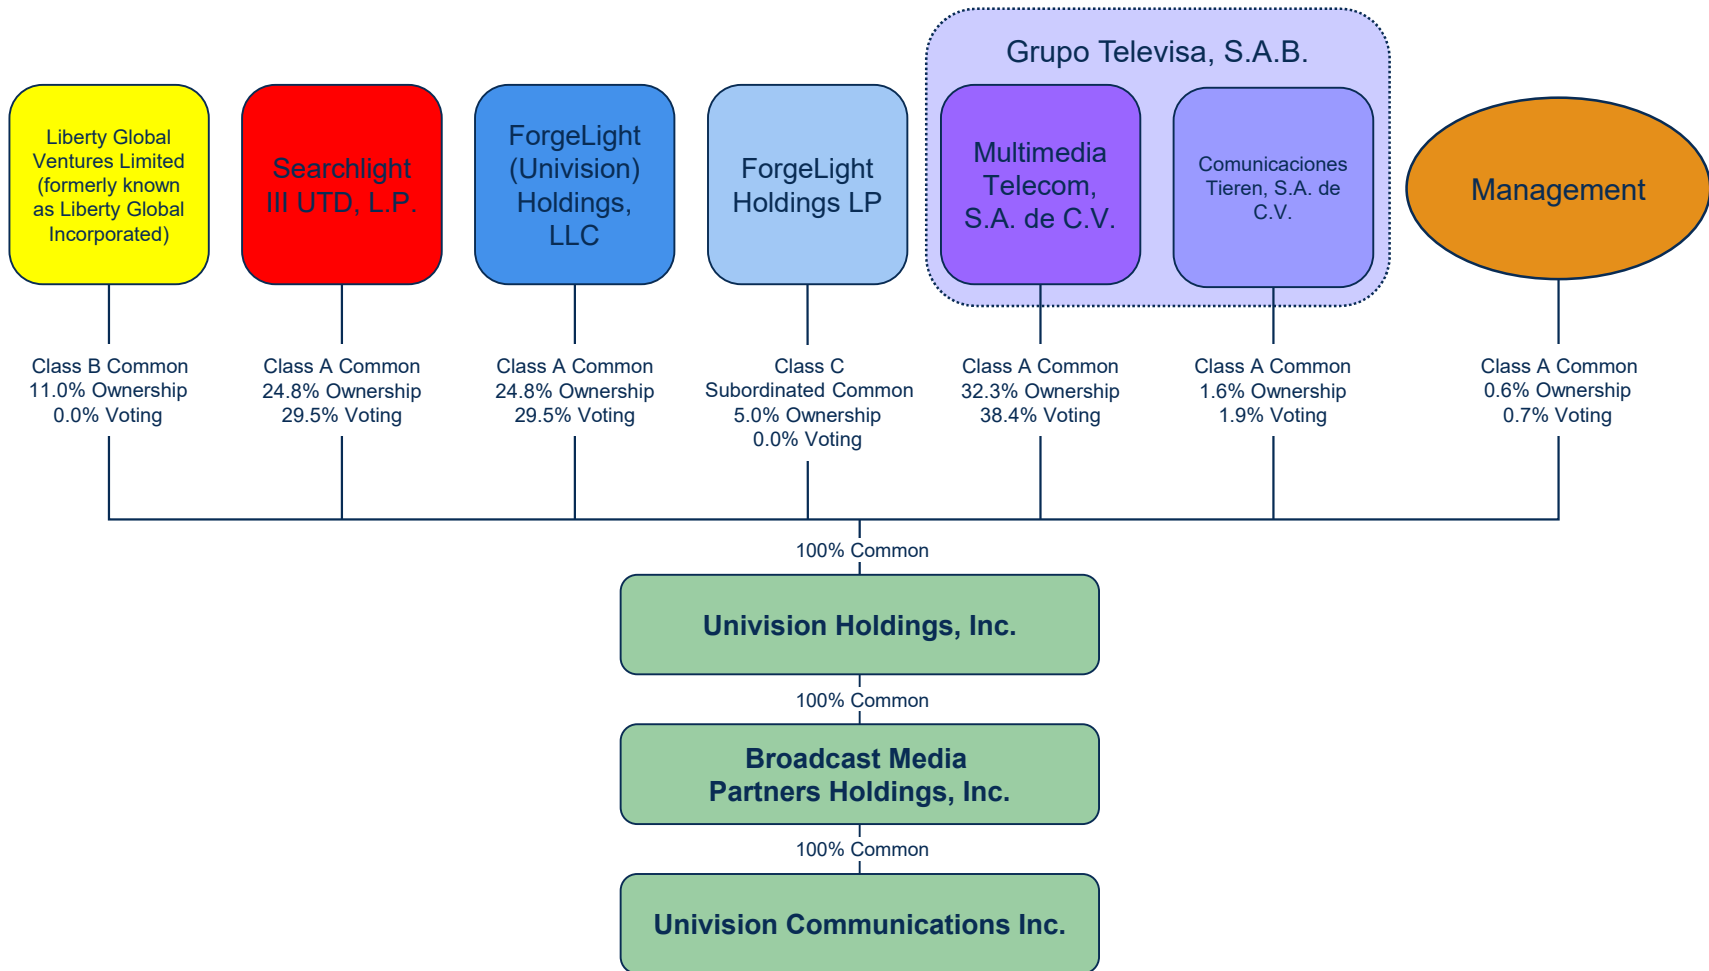 Grupo Televisa, S.A.B.
Liberty Global
Ventures Limited
(formerly known
as Liberty Global
Incorporated)
Searchlight
III UTD, L.P.
ForgeLight
(Univision)
Holdings,
LLC
ForgeLight
Holdings LP
Multimedia
Telecom,
S.A. de C.V.
Comunicaciones
Tieren, S.A. de
C.V.
Management
Class B Common
11.0% Ownership
0.0% Voting
Class A Common
24.8% Ownership
29.5% Voting
Class A Common
24.8% Ownership
29.5% Voting
Class C
Subordinated Common
5.0% Ownership
0.0% Voting
Class A Common
32.3% Ownership
38.4% Voting
Class A Common
1.6% Ownership
1.9% Voting
Class A Common
0.6% Ownership
0.7% Voting
100% Common
Univision Holdings, Inc.
100% Common
Broadcast Media
Partners Holdings, Inc.
100% Common
Univision Communications Inc.